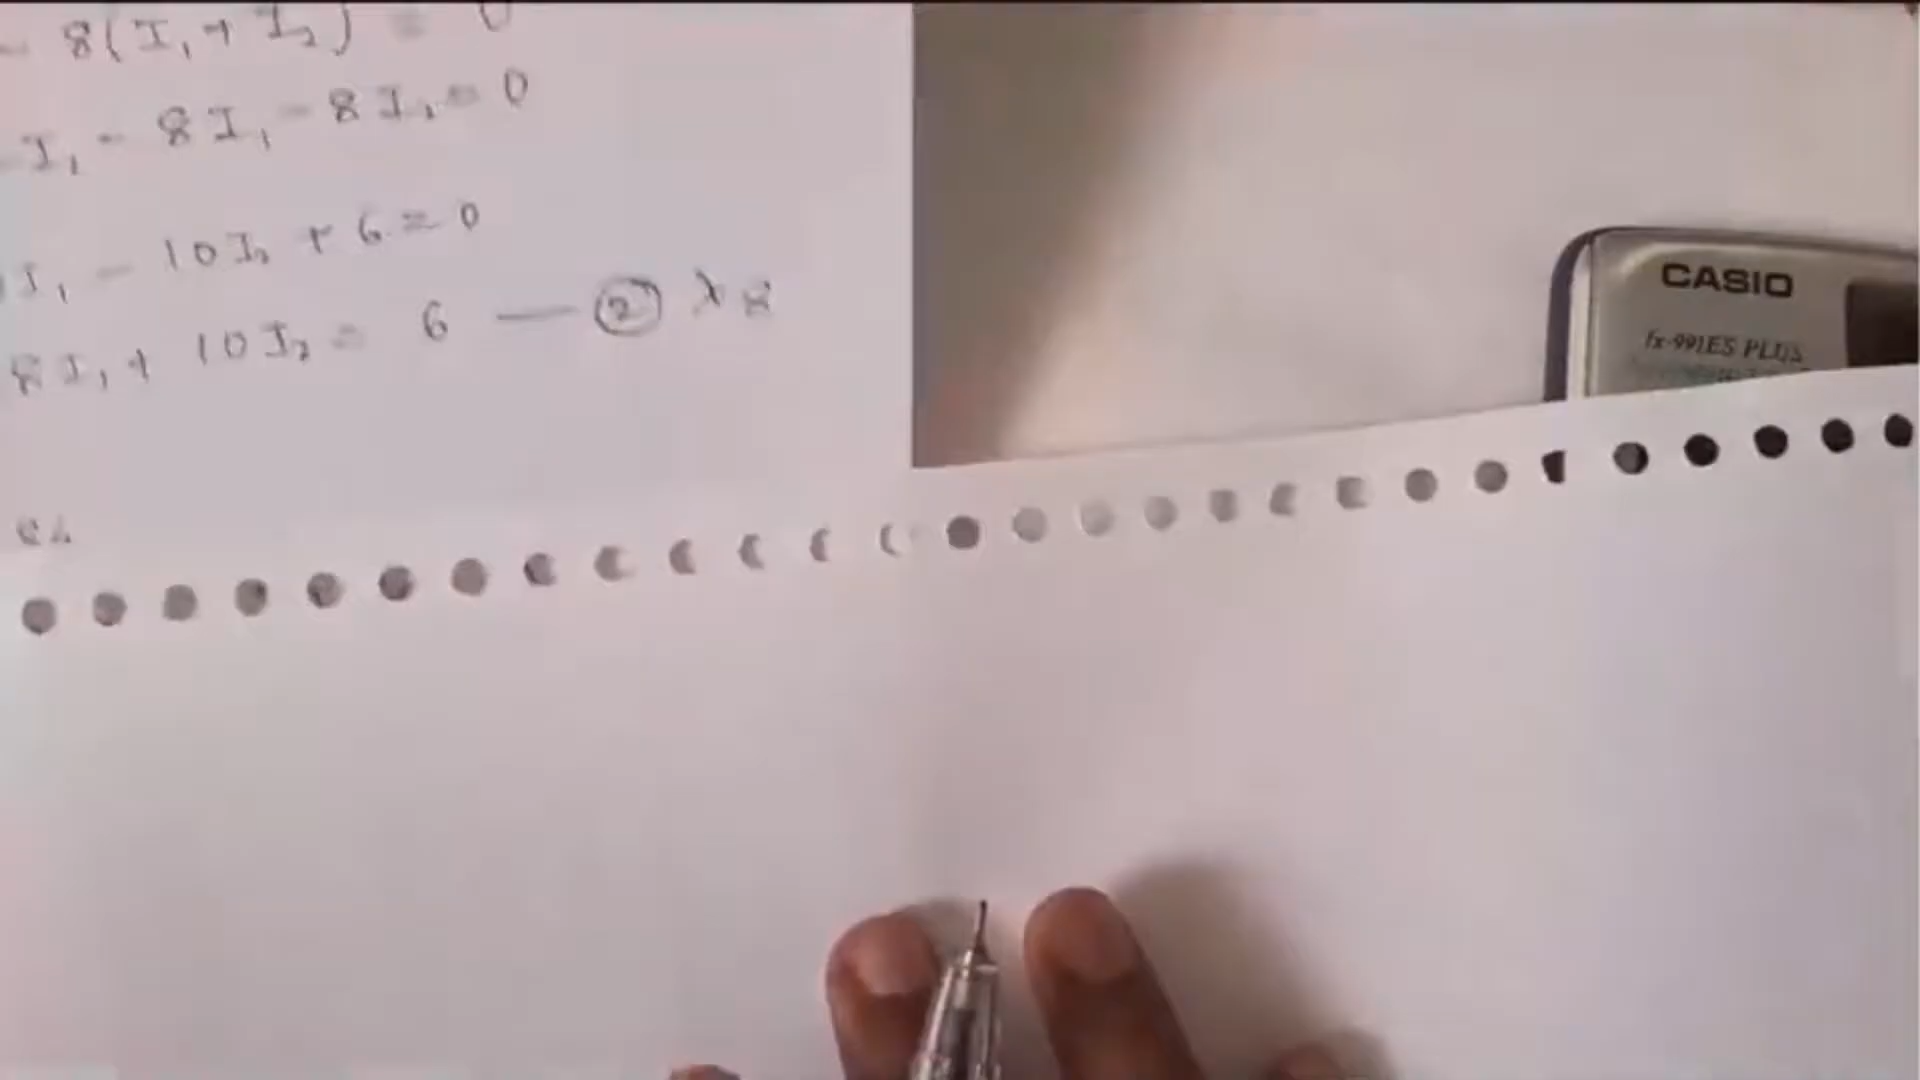 - 8(I₁ + I₂) = 0
I₁ - 8I₁ - 8I₁ = 0
I₁ - 10I₂ + 6 = 0
8I₁ + 10I₂ = 6 — ② x 8
CASIO
fx-991ES PLUS